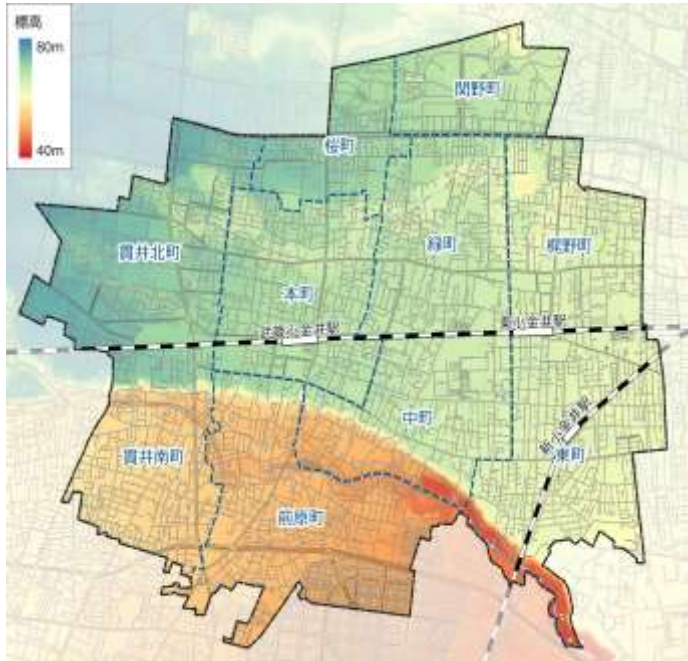 標高
80m
40m
関野町
桜町
貫井北町
緑町
梶野町
本町
武蔵小金井駅
東小金井駅
中町
新小金井駅
貫井南町
東町
前原町